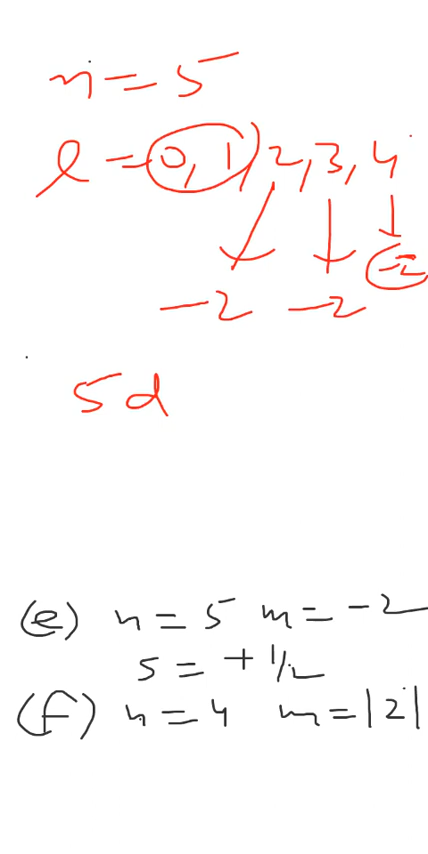 n = 5
l = 0, 1, 2, 3, 4
-2 -2 -2
5d
(e) n = 5 m = -2
s = + 1/2
(f) n = 4 m = |2|